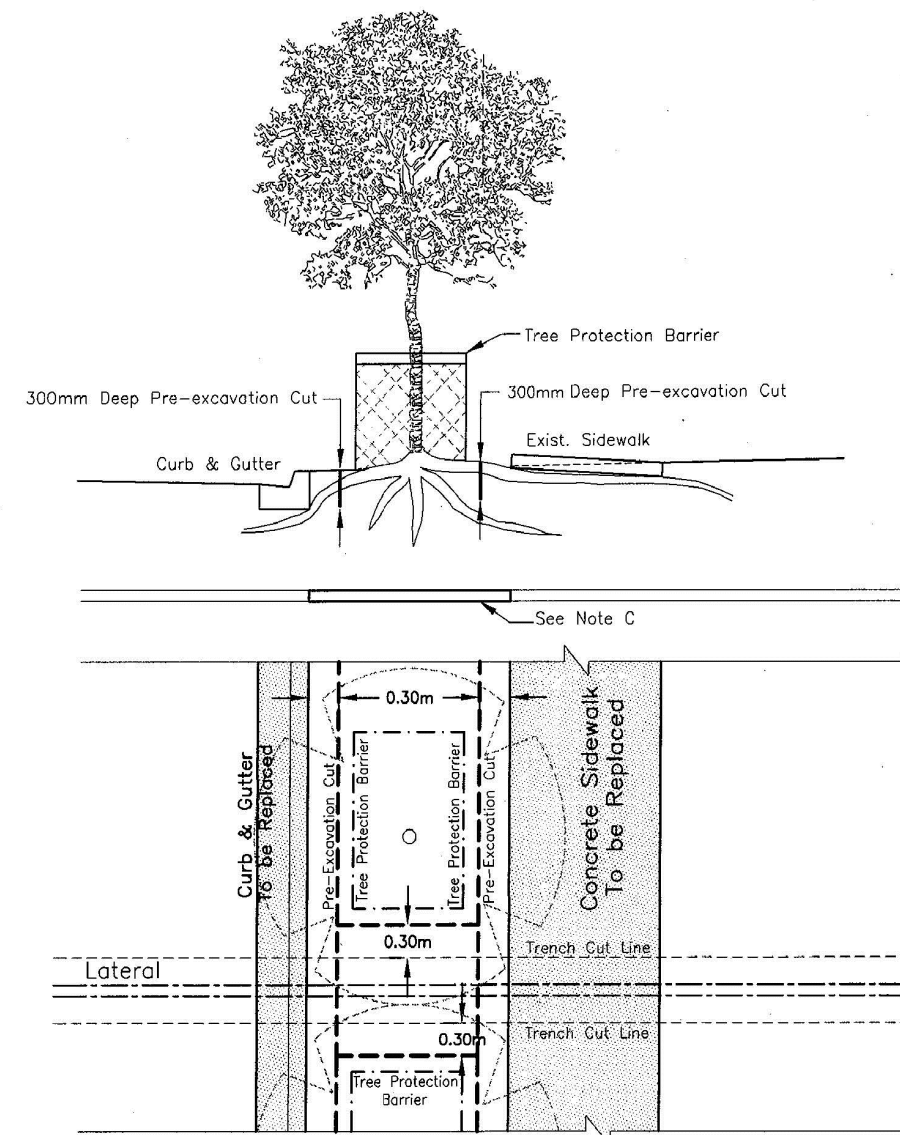 Tree Protection Barrier
300mm Deep Pre-excavation Cut
300mm Deep Pre-excavation Cut
Exist. Sidewalk
Curb & Gutter
See Note C
0.30m
Curb & Gutter
To be Replaced
Pre-Excavation Cut
Tree Protection Barrier
Tree Protection Barrier
Pre-Excavation Cut
Concrete Sidewalk
To be Replaced
0.30m
Trench Cut Line
Lateral
Trench Cut Line
0.30m
Tree Protection
Barrier